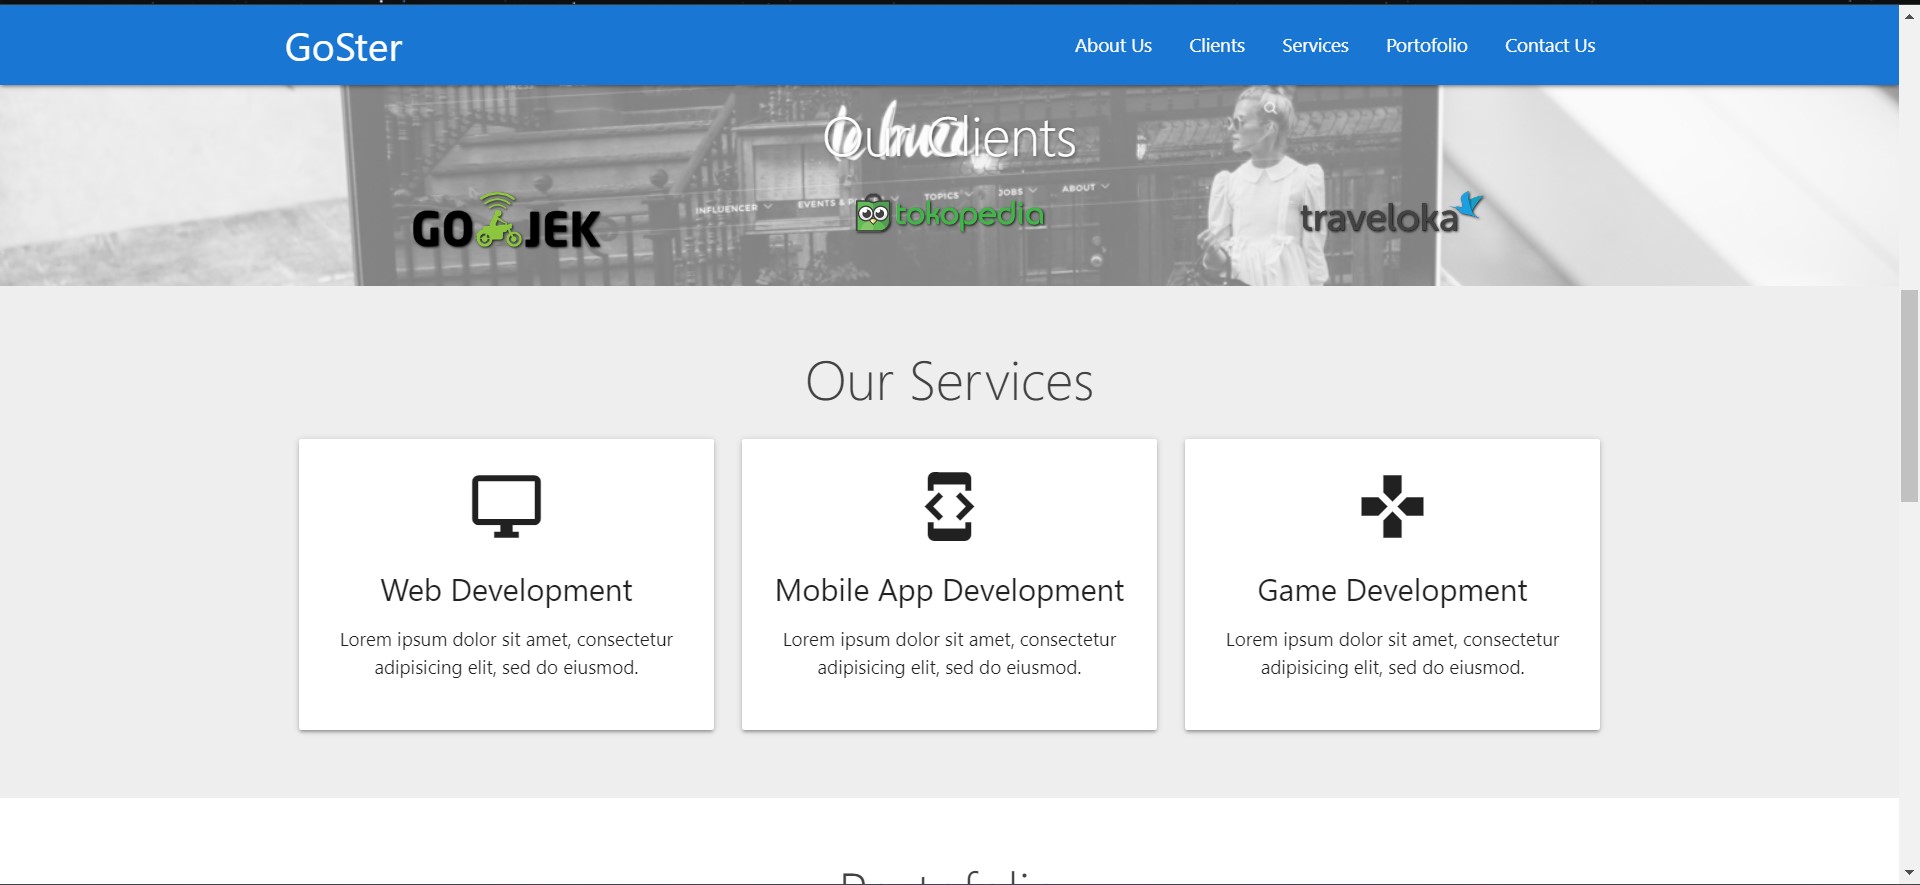 GoSter
About Us
Clients
Services
Portofolio
Contact Us
Our Clients
INFLUENCER
EVENTS &
TOPICS
JOBS
ABOUT
GO JEK
tokopedia
traveloka
Our Services
Web Development
Lorem ipsum dolor sit amet, consectetur
adipisicing elit, sed do eiusmod.
Mobile App Development
Lorem ipsum dolor sit amet, consectetur
adipisicing elit, sed do eiusmod.
Game Development
Lorem ipsum dolor sit amet, consectetur
adipisicing elit, sed do eiusmod.